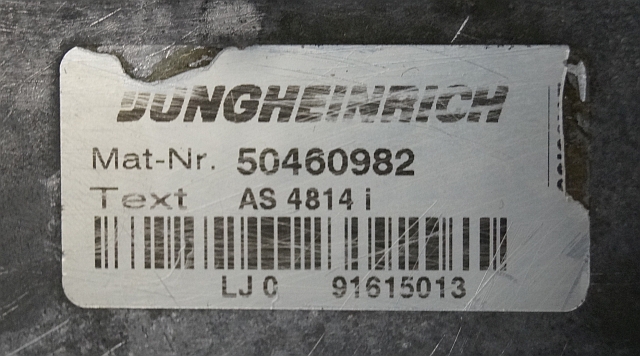 JUNGHEINRICH
Mat-Nr. 50460982
Text AS 4814 i
LJ 0 91615013